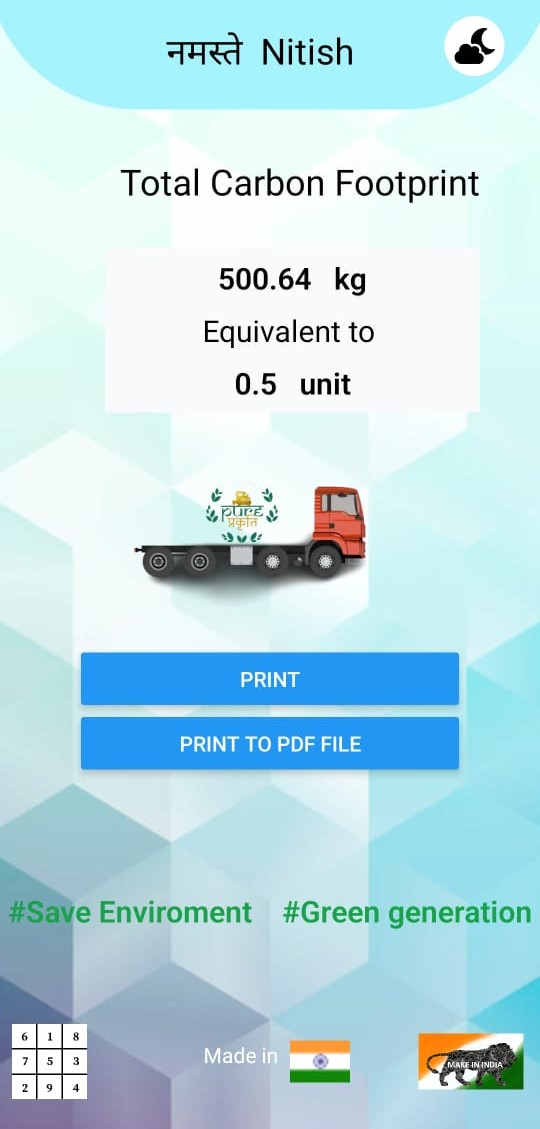 नमस्ते Nitish
Total Carbon Footprint
500.64 kg
Equivalent to
0.5 unit
pure
प्रकृति
PRINT
PRINT TO PDF FILE
#Save Enviroment #Green generation
6 1 8
7 5 3
2 9 4
Made in
MAKE IN INDIA